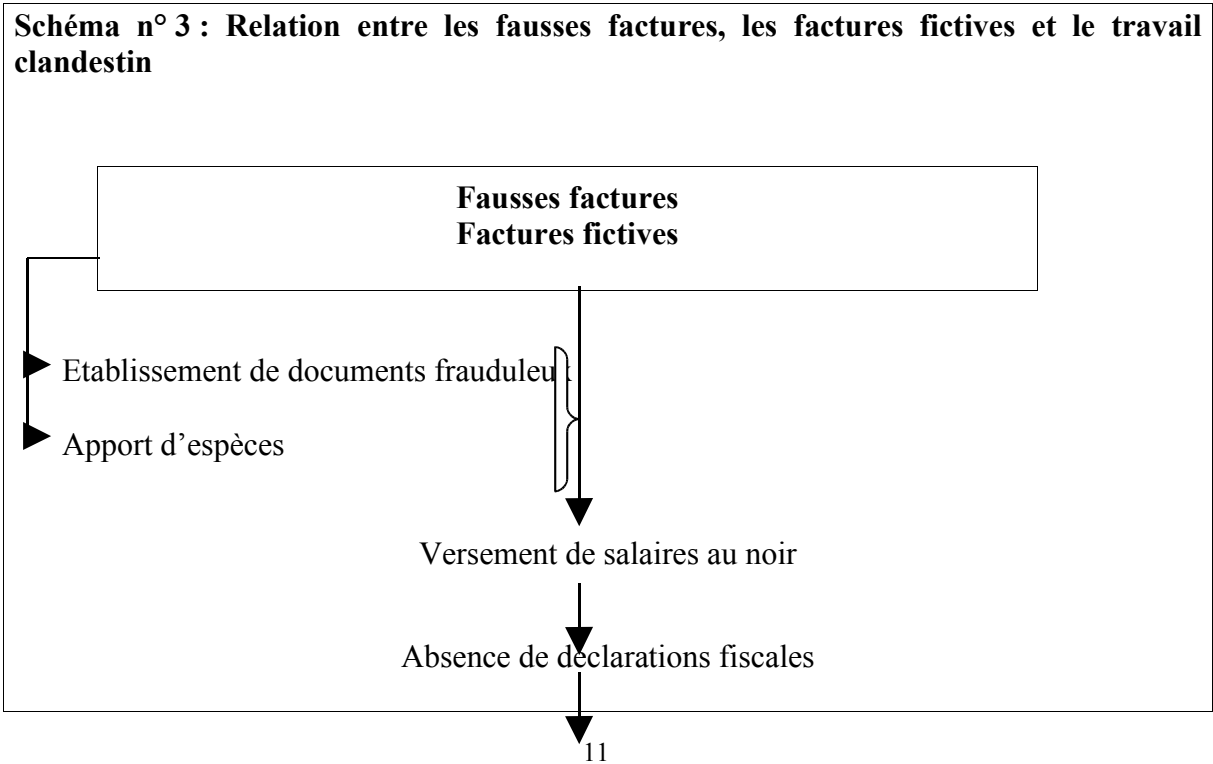 Schéma n° 3 : Relation entre les fausses factures, les factures fictives et le travail
clandestin
Fausses factures
Factures fictives
Etablissement de documents frauduleux
Apport d’espèces
Versement de salaires au noir
Absence de déclarations fiscales
11